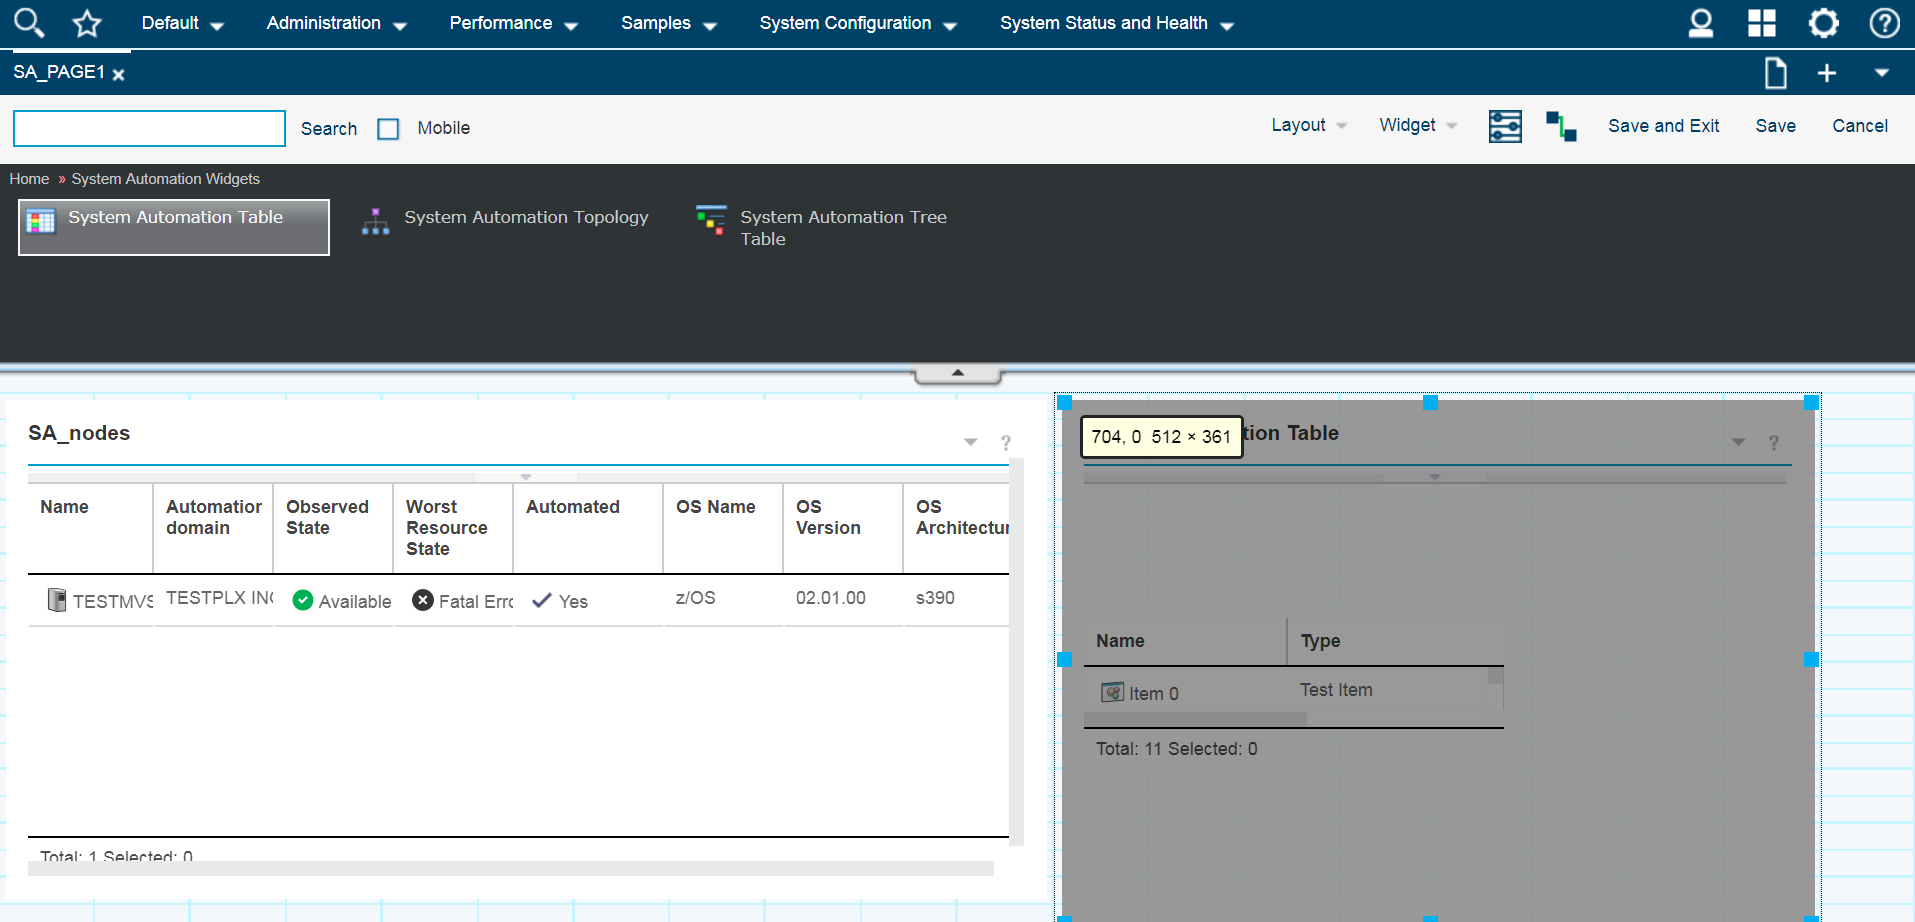 Default Administration Performance Samples System Configuration System Status and Health
SA_PAGE1
Search Mobile Layout Widget Save and Exit Save Cancel
Home » System Automation Widgets
System Automation Table System Automation Topology System Automation Tree
Table
SA_nodes
?
704, 0 512 × 361
tion Table
?
Name Automation domain Observed State Worst Resource State Automated OS Name OS Version OS Architectur
TESTMVS TESTPLX INC Available Fatal Erro Yes z/OS 02.01.00 s390
Total: 1 Selected: 0
Name Type
Item 0 Test Item
Total: 11 Selected: 0